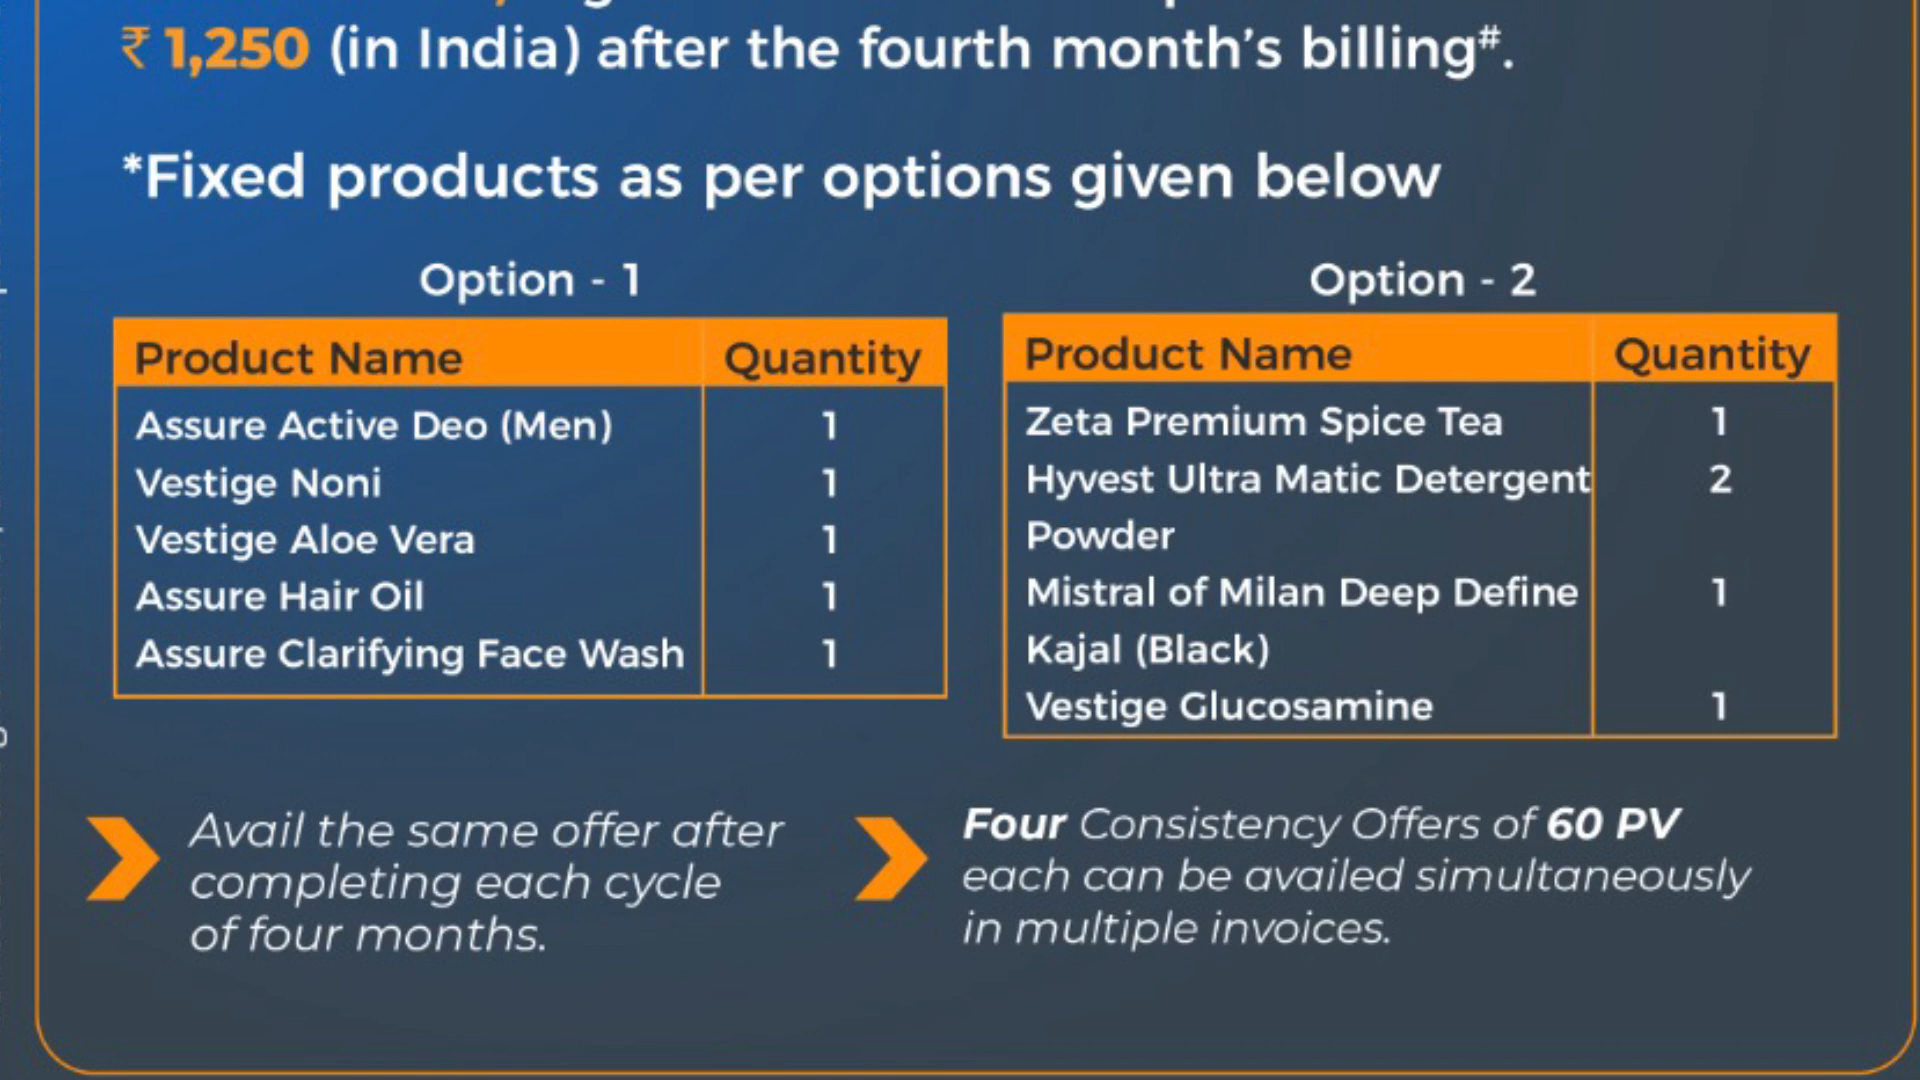 ₹ 1,250 (in India) after the fourth month's billing#.
*Fixed products as per options given below
Option - 1
Product Name Quantity
Assure Active Deo (Men) 1
Vestige Noni 1
Vestige Aloe Vera 1
Assure Hair Oil 1
Assure Clarifying Face Wash 1
Option - 2
Product Name Quantity
Zeta Premium Spice Tea 1
Hyvest Ultra Matic Detergent 2
Powder
Mistral of Milan Deep Define 1
Kajal (Black)
Vestige Glucosamine 1
Avail the same offer after
completing each cycle
of four months.
Four Consistency Offers of 60 PV
each can be availed simultaneously
in multiple invoices.